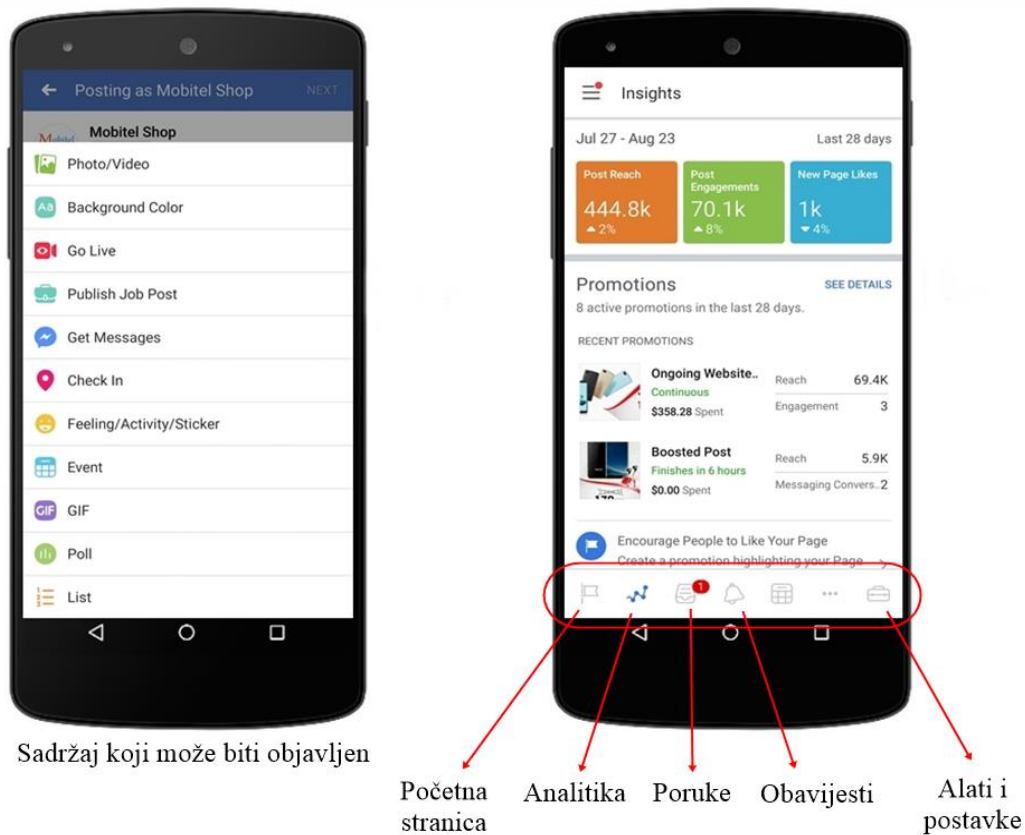 Posting as Mobitel Shop NEXT
Mobitel Mobitel Shop
Photo/Video
Aa Background Color
Go Live
Publish Job Post
Get Messages
Check In
Feeling/Activity/Sticker
Event
GIF GIF
Poll
List
Sadržaj koji može biti objavljen
Insights
Jul 27 - Aug 23 Last 28 days
Post Reach
444.8k
2%
Post
Engagements
70.1k
8%
New Page Likes
1k
4%
Promotions SEE DETAILS
8 active promotions in the last 28 days.
RECENT PROMOTIONS
Ongoing Website..
Continuous
$358.28 Spent
Reach 69.4K
Engagement 3
Boosted Post
Finishes in 6 hours
$0.00 Spent
Reach 5.9K
Messaging Convers.. 2
Encourage People to Like Your Page
Create a promotion highlighting your Page
1
Početna
stranica
Analitika
Poruke
Obavijesti
Alati i
postavke